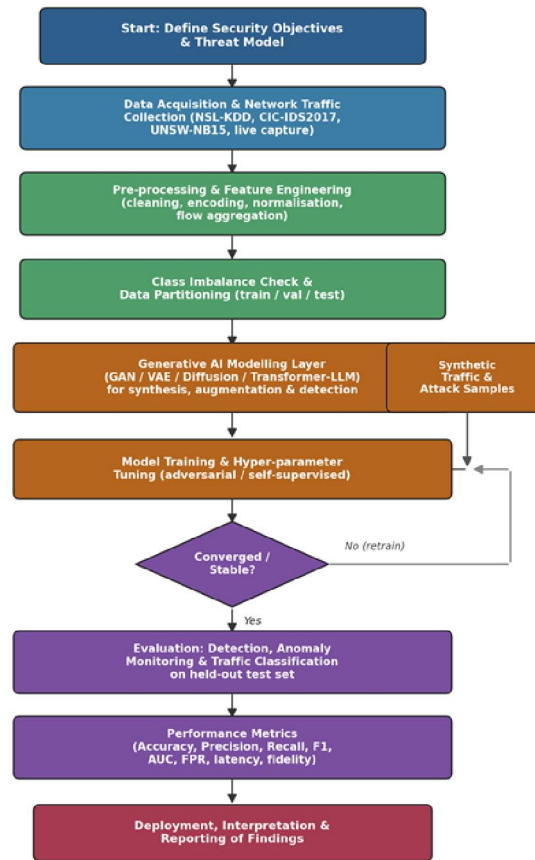 Start: Define Security Objectives
& Threat Model
Data Acquisition & Network Traffic
Collection (NSL-KDD, CIC-IDS2017,
UNSW-NB15, live capture)
Pre-processing & Feature Engineering
(cleaning, encoding, normalisation,
flow aggregation)
Class Imbalance Check &
Data Partitioning (train / val / test)
Generative AI Modelling Layer
(GAN / VAE / Diffusion / Transformer-LLM)
for synthesis, augmentation & detection
Synthetic
Traffic &
Attack Samples
Model Training & Hyper-parameter
Tuning (adversarial / self-supervised)
Converged /
Stable?
No (retrain)
Yes
Evaluation: Detection, Anomaly
Monitoring & Traffic Classification
on held-out test set
Performance Metrics
(Accuracy, Precision, Recall, F1,
AUC, FPR, latency, fidelity)
Deployment, Interpretation &
Reporting of Findings